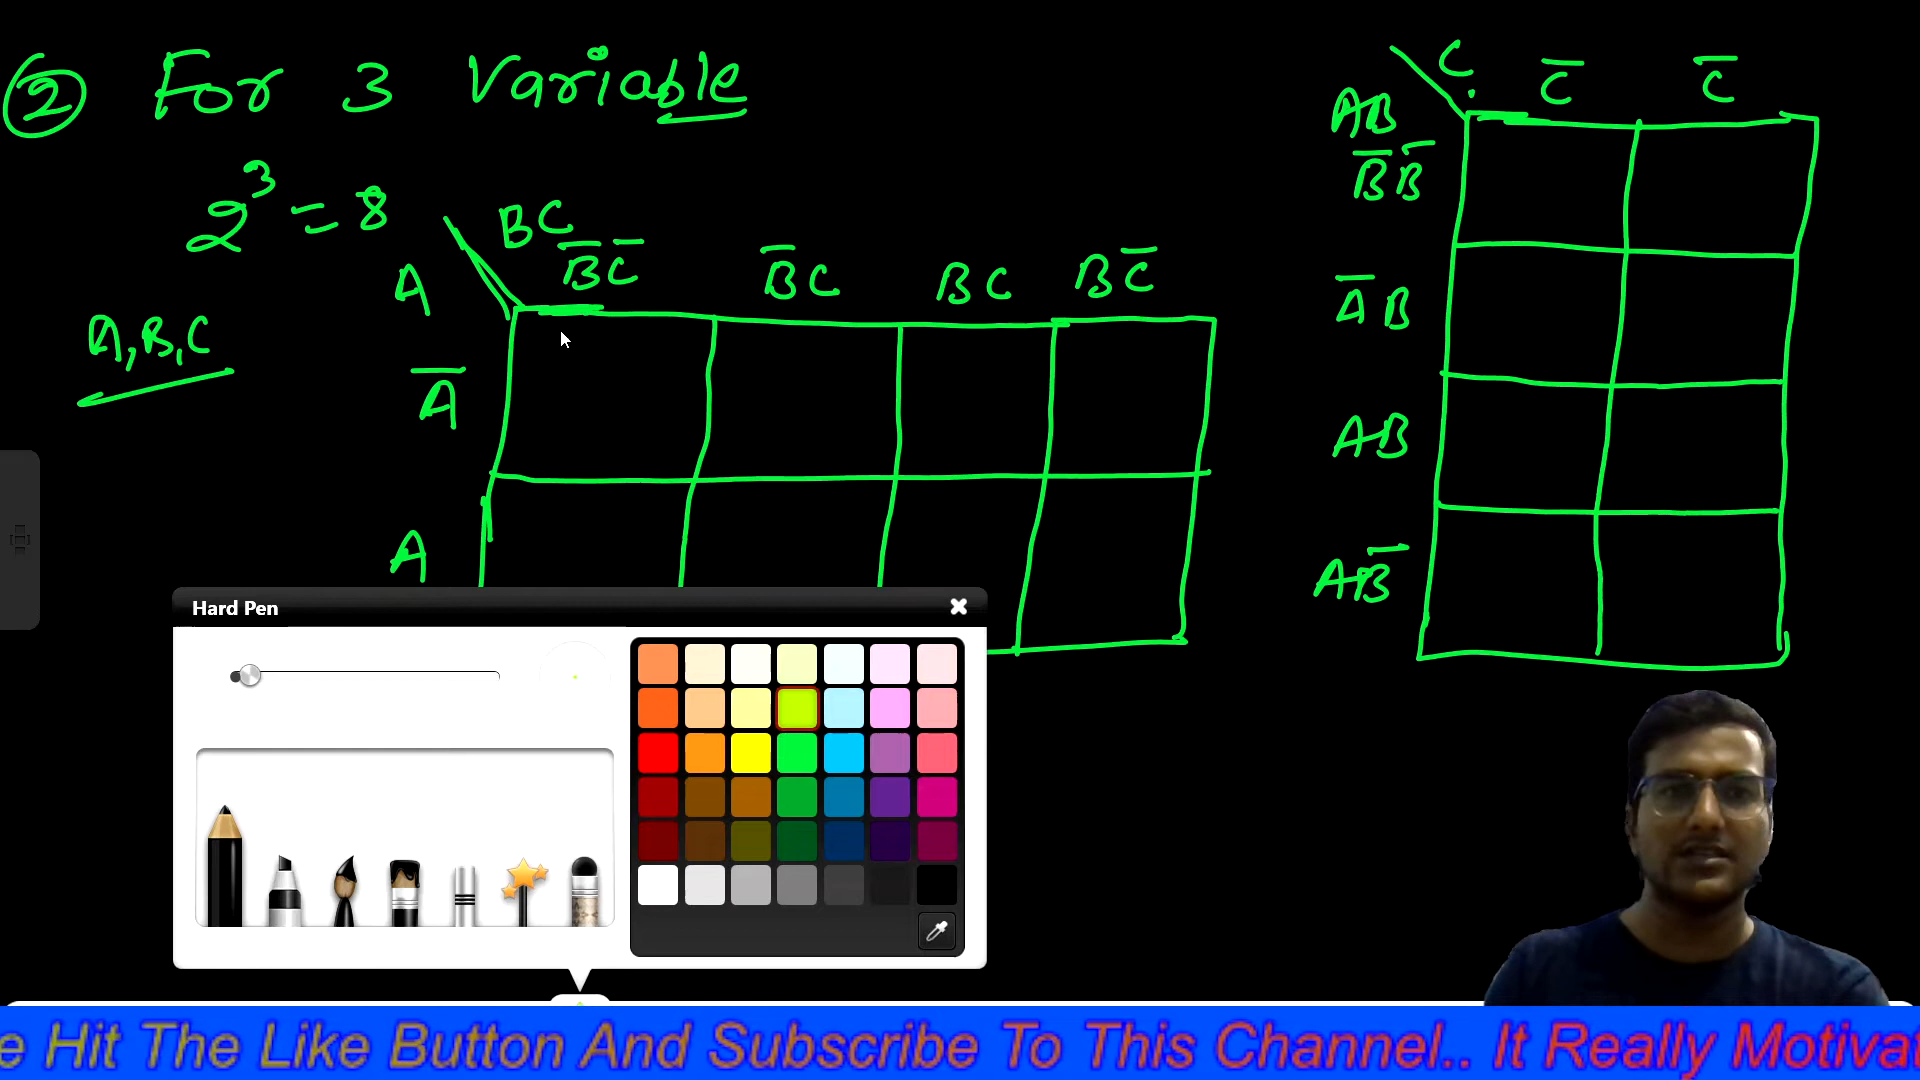 ② For 3 Variable
2³ = 8
A, B, C
BC
A
B̅C̅ B̅C BC BC̅
A̅
A
C
AB
C̅ C̅
B̅B̅
A̅B
AB
AB̅
Hard Pen
e Hit The Like Button And Subscribe To This Channel.. It Really Motivat